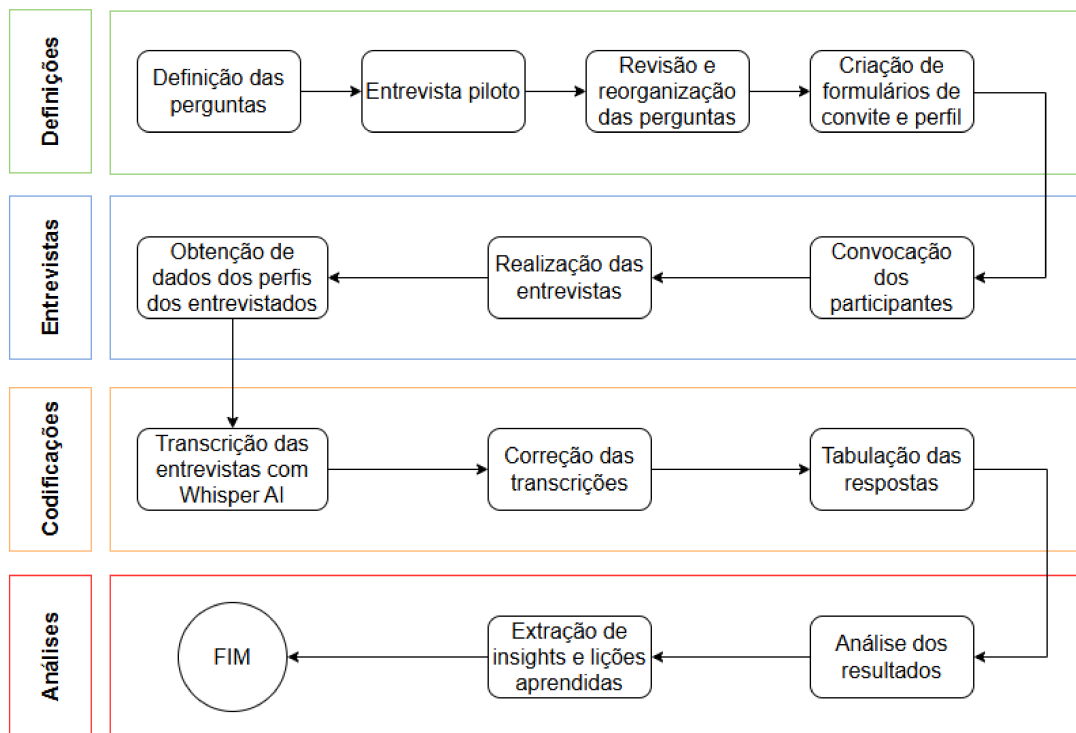 Definições
Definição das
perguntas
Entrevista piloto
Revisão e
reorganização
das perguntas
Criação de
formulários de
convite e perfil
Entrevistas
Obtenção de
dados dos perfis
dos entrevistados
Realização das
entrevistas
Convocação
dos
participantes
Codificações
Transcrição das
entrevistas com
Whisper AI
Correção das
transcrições
Tabulação das
respostas
Análises
FIM
Extração de
insights e lições
aprendidas
Análise dos
resultados